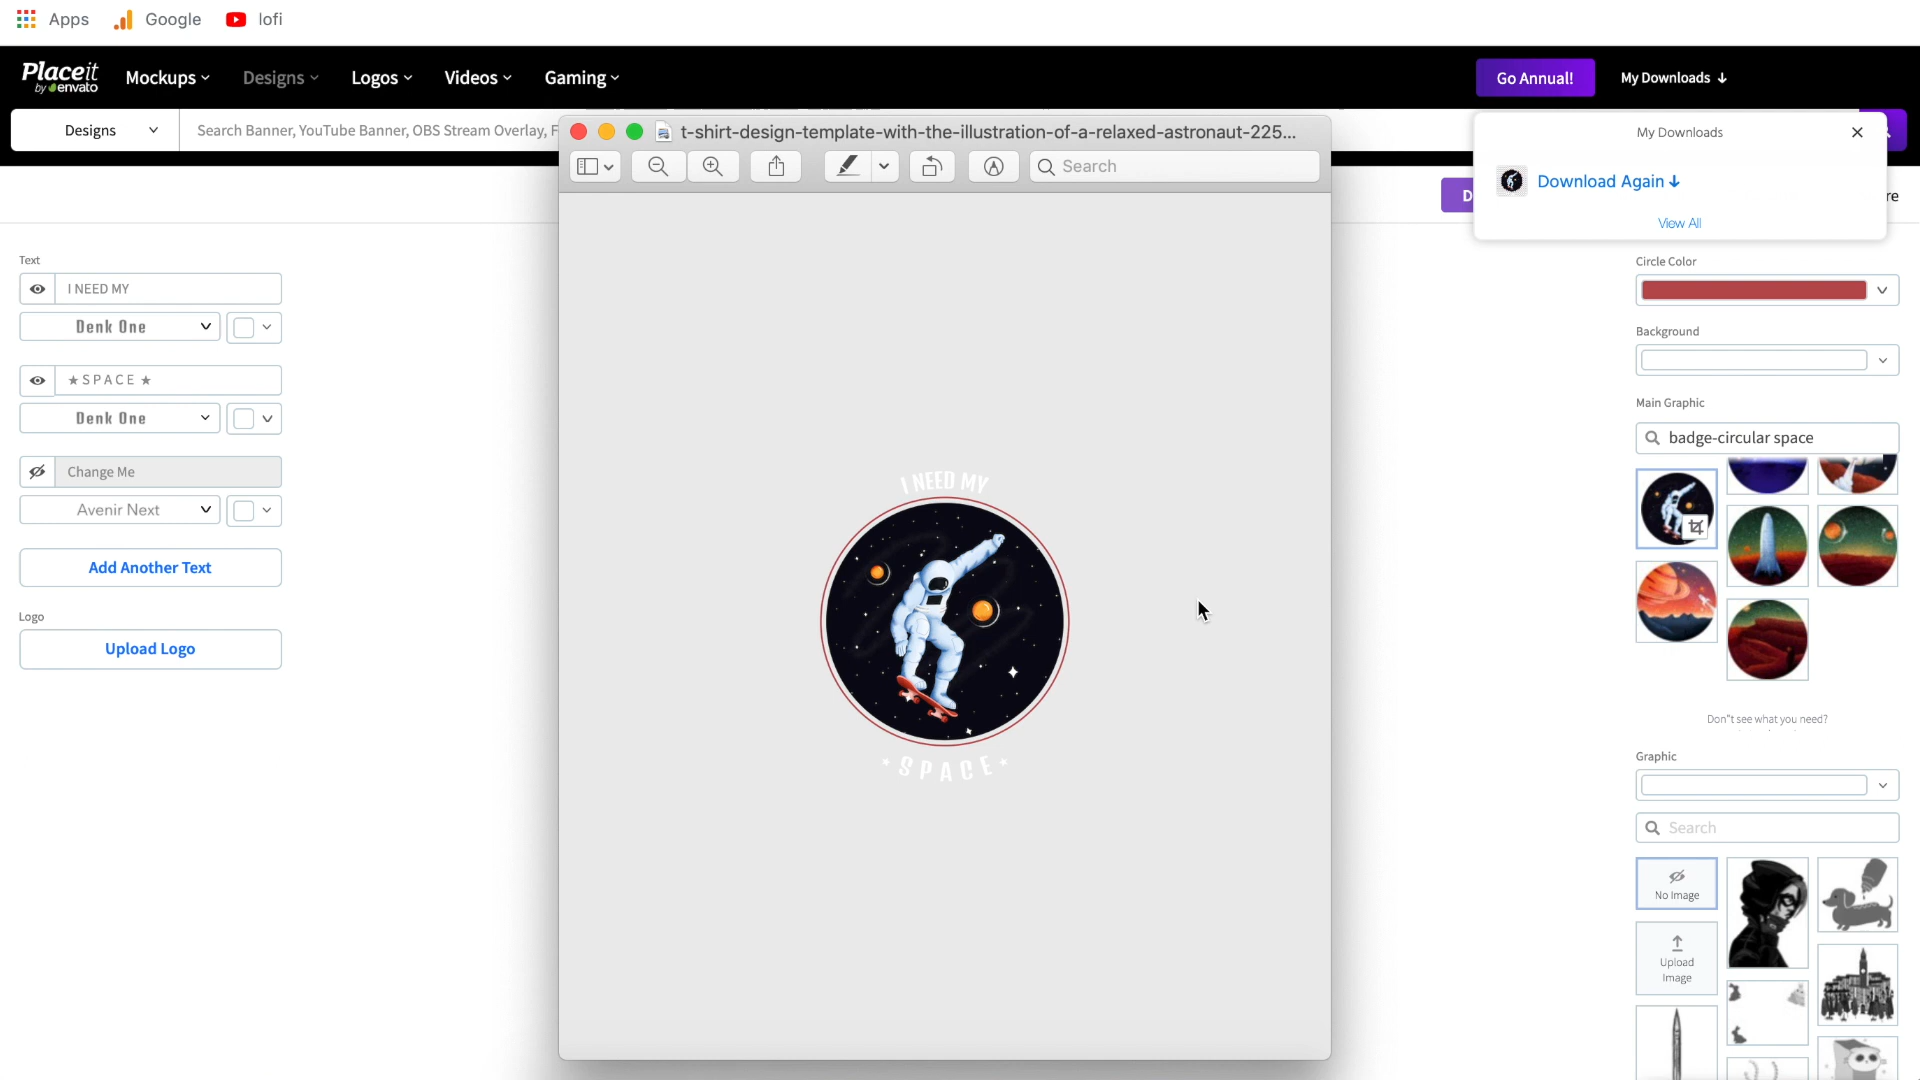 Apps
Google
lofi
Placeit
by envato
Mockups
Designs
Logos
Videos
Gaming
Go Annual!
My Downloads
Designs
Search Banner, YouTube Banner, OBS Stream Overlay, F
t-shirt-design-template-with-the-illustration-of-a-relaxed-astronaut-225...
Search
My Downloads
Download Again
View All
D
re
Text
I NEED MY
Denk One
★ S P A C E ★
Denk One
Change Me
Avenir Next
Add Another Text
Logo
Upload Logo
I NEED MY
★ S P A C E ★
Circle Color
Background
Main Graphic
badge-circular space
Don"t see what you need?
Graphic
Search
No Image
Upload
Image